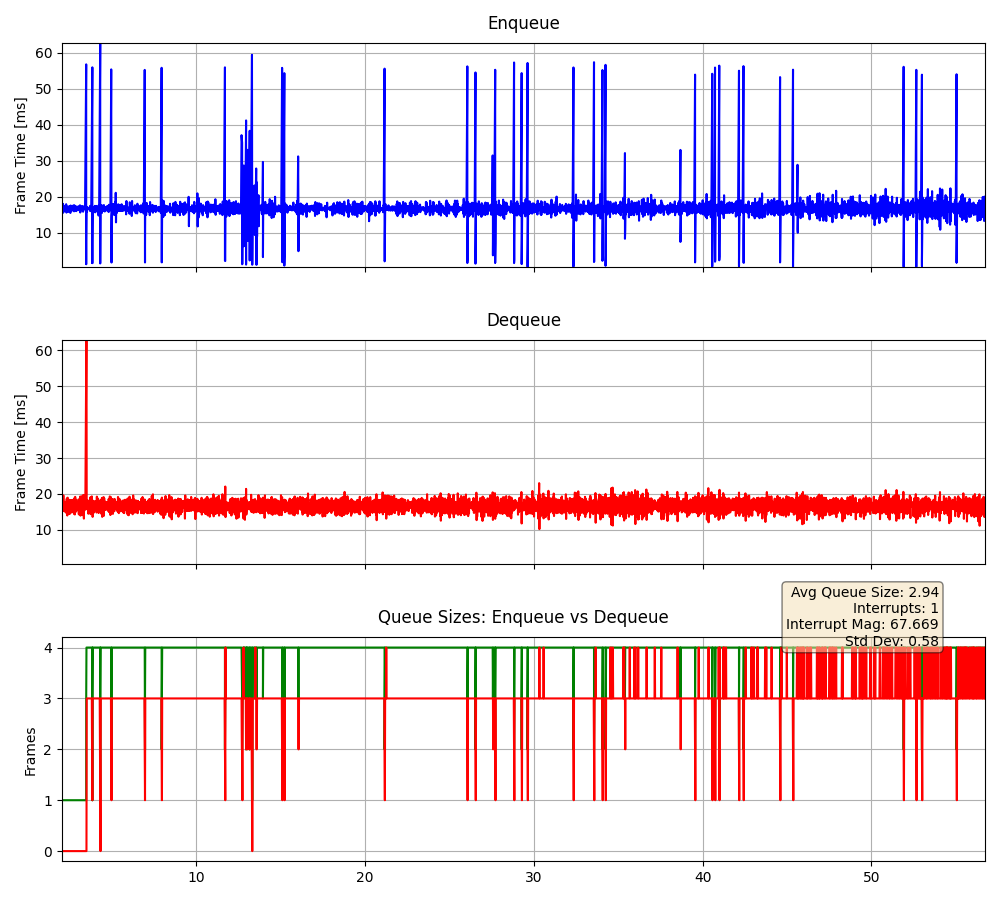 Enqueue
60
50
40
30
20
10
Frame Time [ms]
Dequeue
60
50
40
30
20
10
Frame Time [ms]
Queue Sizes: Enqueue vs Dequeue
Avg Queue Size: 2.94
Interrupts: 1
Interrupt Mag: 67.669
Std Dev: 0.58
4
3
2
1
0
Frames
10 20 30 40 50